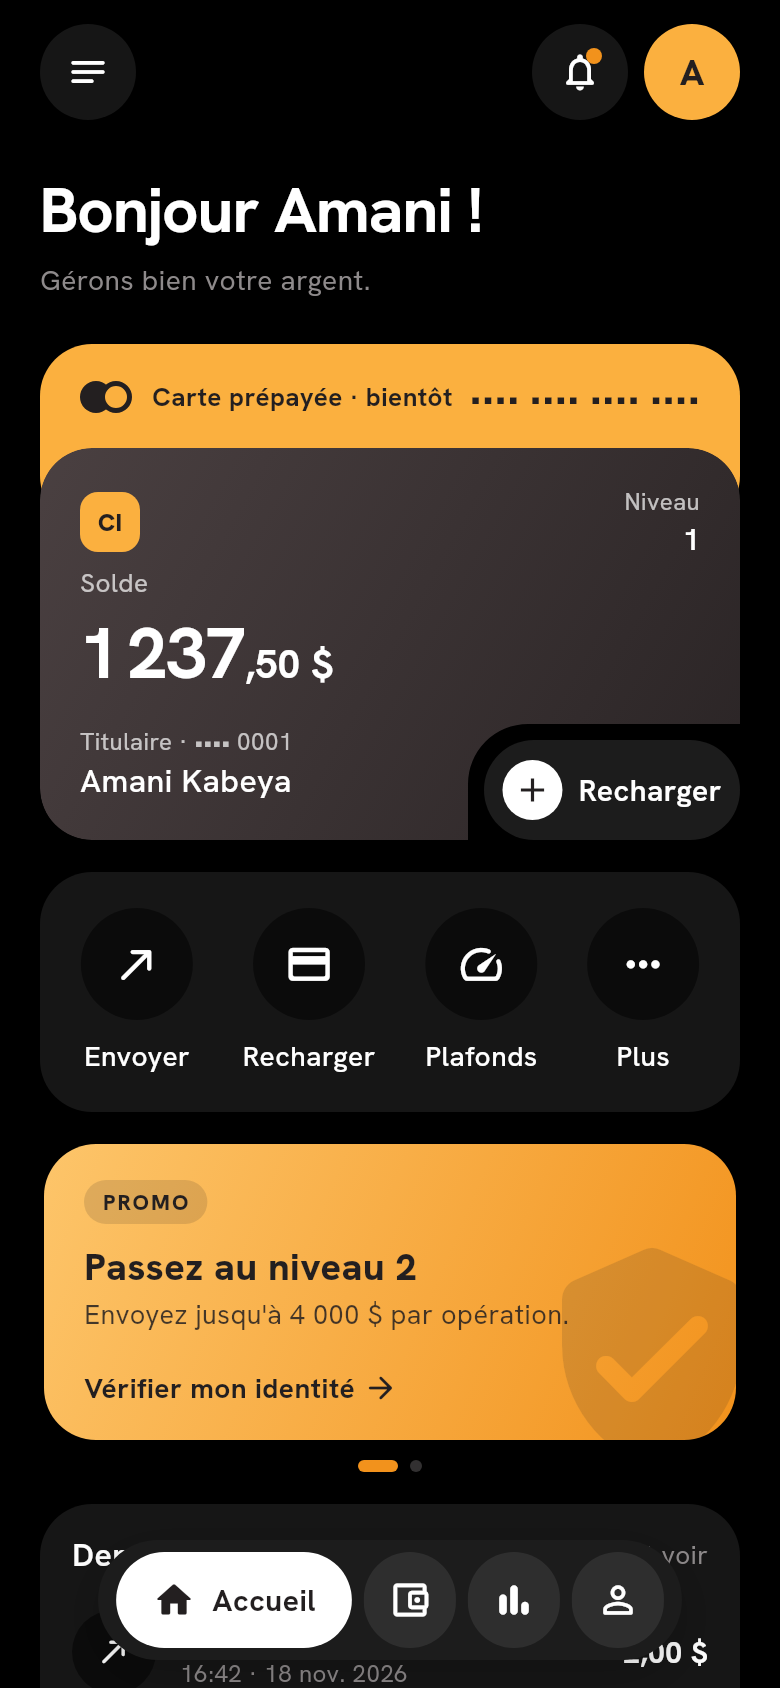 A
Bonjour Amani !
Gérons bien votre argent.
Carte prépayée · bientôt ▪▪▪▪ ▪▪▪▪ ▪▪▪▪ ▪▪▪▪
CI
Niveau
1
Solde
1 237,50 $
Titulaire · ▪▪▪▪ 0001
Amani Kabeya
Recharger
Envoyer
Recharger
Plafonds
Plus
PROMO
Passez au niveau 2
Envoyez jusqu'à 4 000 $ par opération.
Vérifier mon identité →
voir
Accueil
,00 $
16:42 · 18 nov. 2026